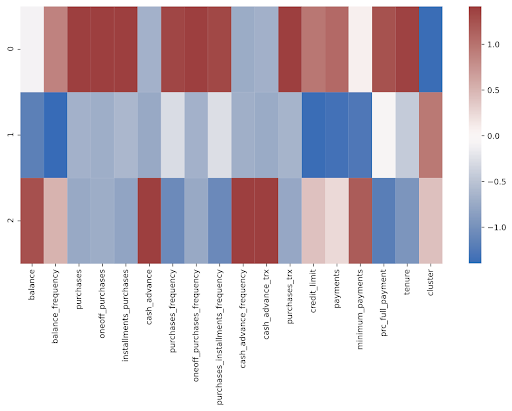 0
1
2
balance
balance_frequency
purchases
oneoff_purchases
installments_purchases
cash_advance
purchases_frequency
oneoff_purchases_frequency
purchases_installments_frequency
cash_advance_frequency
cash_advance_trx
purchases_trx
credit_limit
payments
minimum_payments
prc_full_payment
tenure
cluster
1.0
0.5
0.0
−0.5
−1.0